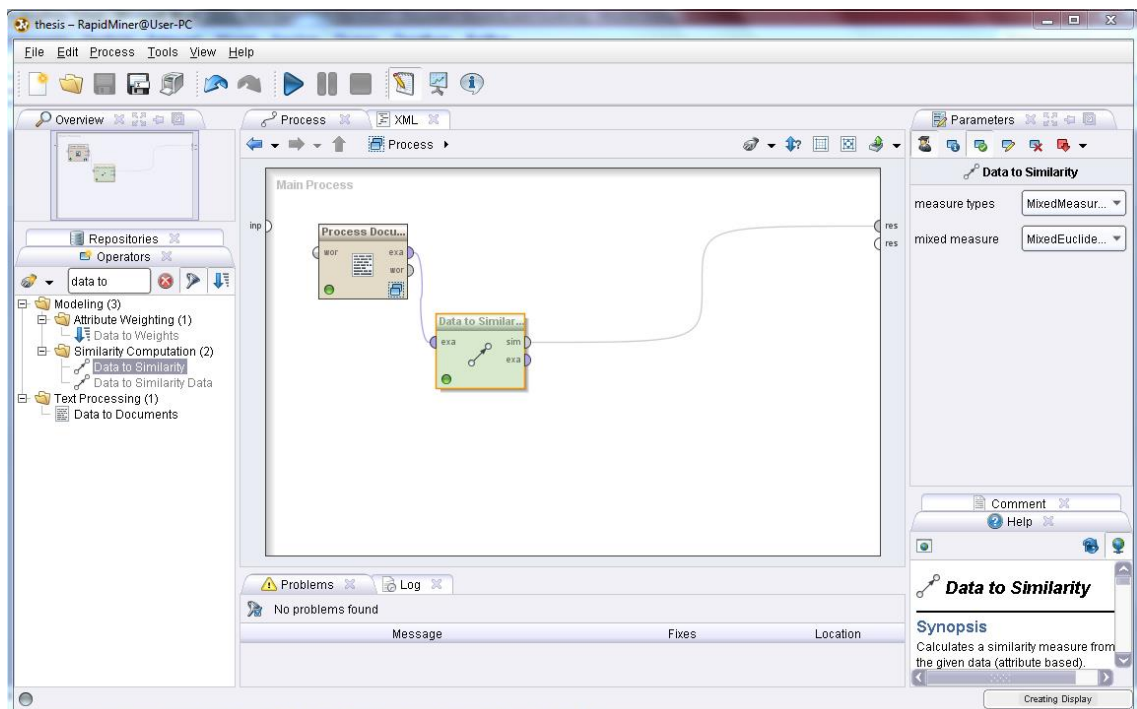 thesis – RapidMiner@User-PC
File Edit Process Tools View Help
Overview
Repositories
Operators
data to
Modeling (3)
Attribute Weighting (1)
Data to Weights
Similarity Computation (2)
Data to Similarity
Data to Similarity Data
Text Processing (1)
Data to Documents
Process
XML
Process
Main Process
inp
Process Docu...
wor exa
wor
Data to Similar...
exa sim
exa
res
res
Problems
Log
No problems found
Message Fixes Location
Parameters
Data to Similarity
measure types MixedMeasur...
mixed measure MixedEuclide...
Comment
Help
Data to Similarity
Synopsis
Calculates a similarity measure from
the given data (attribute based).
Creating Display